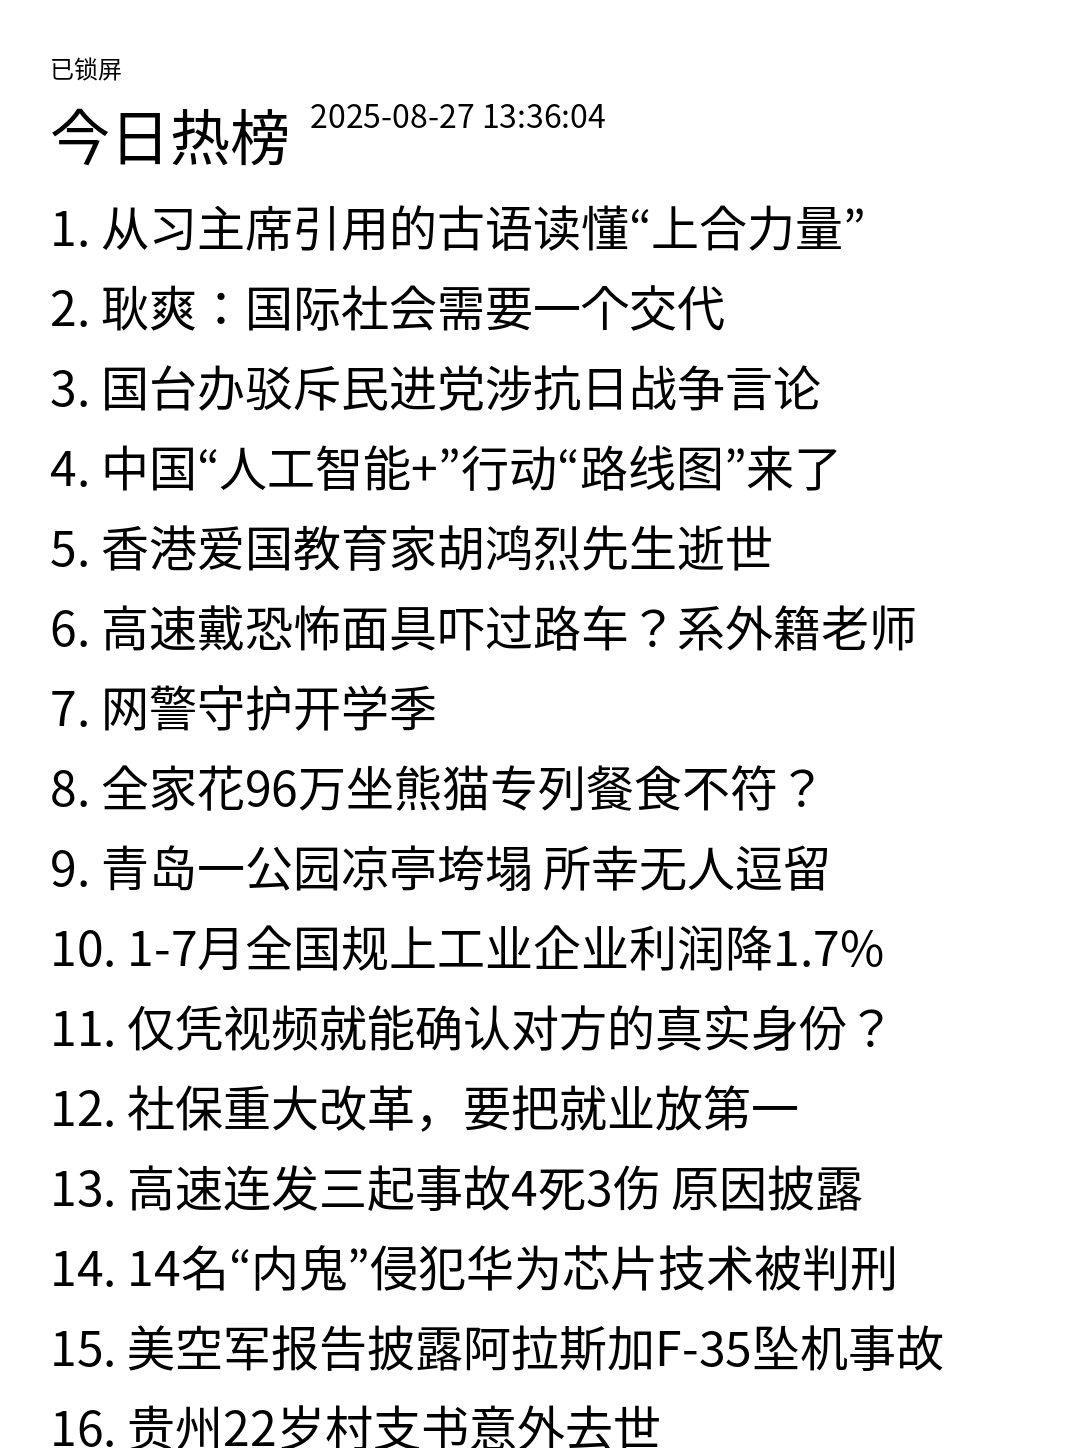 已锁屏
今日热榜 2025-08-27 13:36:04
1. 从习主席引用的古语读懂“上合力量”
2. 耿爽：国际社会需要一个交代
3. 国台办驳斥民进党涉抗日战争言论
4. 中国“人工智能+”行动“路线图”来了
5. 香港爱国教育家胡鸿烈先生逝世
6. 高速戴恐怖面具吓过路车？系外籍老师
7. 网警守护开学季
8. 全家花96万坐熊猫专列餐食不符？
9. 青岛一公园凉亭垮塌 所幸无人逗留
10. 1-7月全国规上工业企业利润降1.7%
11. 仅凭视频就能确认对方的真实身份？
12. 社保重大改革，要把就业放第一
13. 高速连发三起事故4死3伤 原因披露
14. 14名“内鬼”侵犯华为芯片技术被判刑
15. 美空军报告披露阿拉斯加F-35坠机事故
16. 贵州22岁村支书意外去世